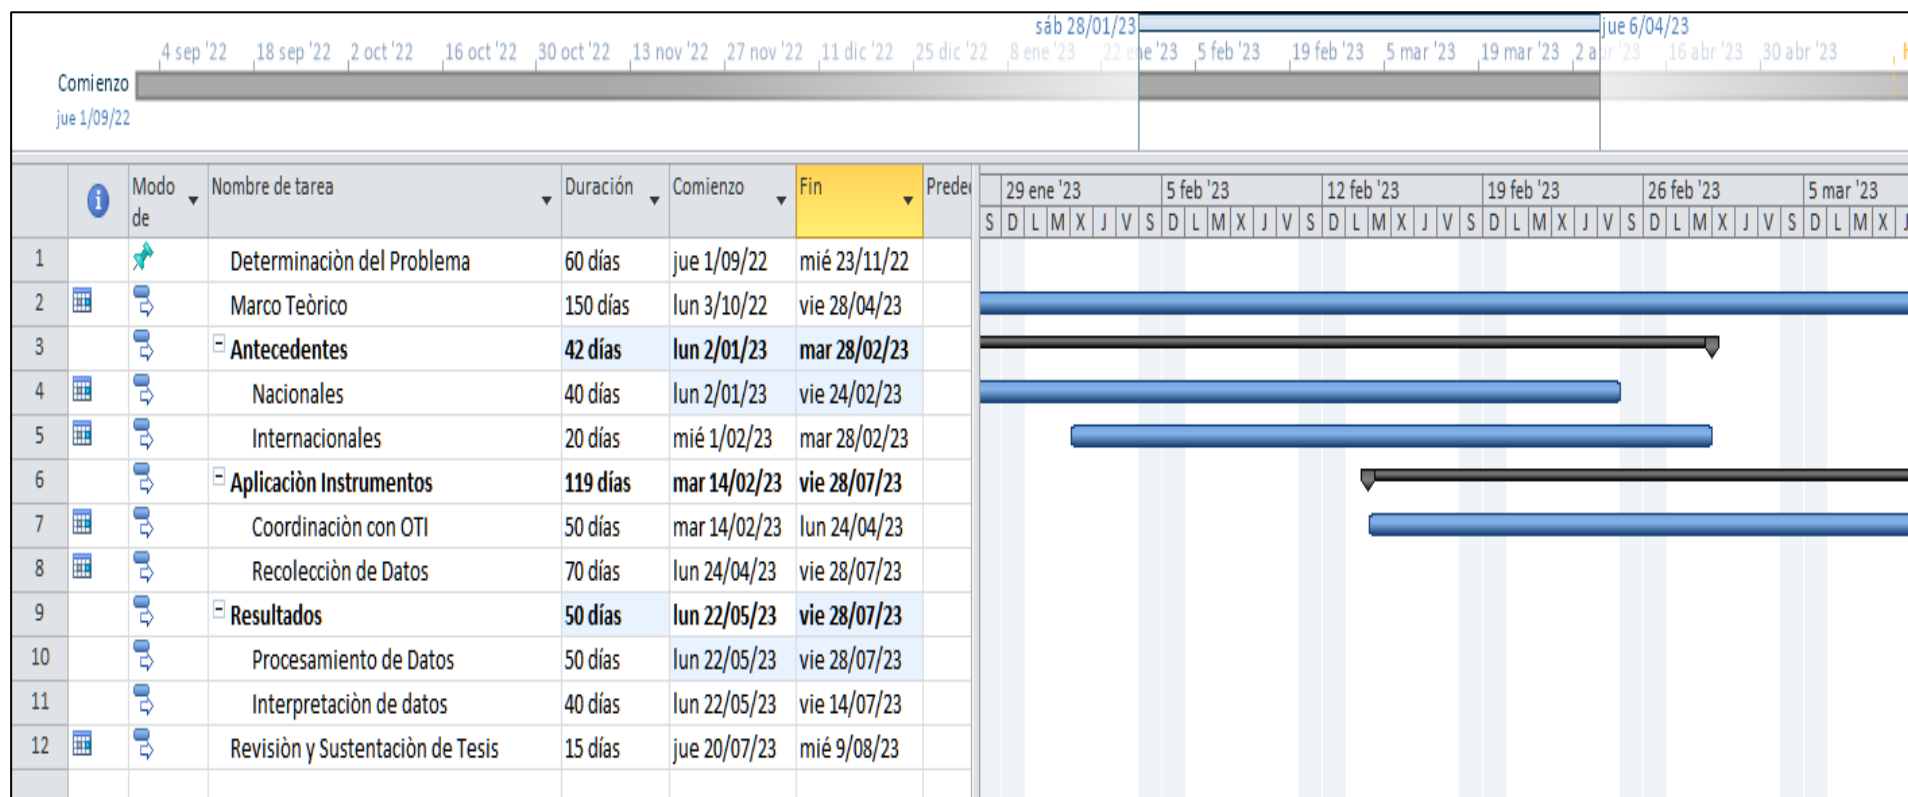 sáb 28/01/23 jue 6/04/23
4 sep '22 18 sep '22 2 oct '22 16 oct '22 30 oct '22 13 nov '22 27 nov '22 11 dic '22 25 dic '22 8 ene '23 22 ene '23 5 feb '23 19 feb '23 5 mar '23 19 mar '23 2 abr '23 16 abr '23 30 abr '23
Comienzo
jue 1/09/22
Modo de Nombre de tarea Duración Comienzo Fin Predec
29 ene '23 5 feb '23 12 feb '23 19 feb '23 26 feb '23 5 mar '23
S D L M X J V S D L M X J V S D L M X J V S D L M X J V S D L M X J V S D L M X J
1 Determinaciòn del Problema 60 días jue 1/09/22 mié 23/11/22
2 Marco Teòrico 150 días lun 3/10/22 vie 28/04/23
3 Antecedentes 42 días lun 2/01/23 mar 28/02/23
4 Nacionales 40 días lun 2/01/23 vie 24/02/23
5 Internacionales 20 días mié 1/02/23 mar 28/02/23
6 Aplicaciòn Instrumentos 119 días mar 14/02/23 vie 28/07/23
7 Coordinaciòn con OTI 50 días mar 14/02/23 lun 24/04/23
8 Recolecciòn de Datos 70 días lun 24/04/23 vie 28/07/23
9 Resultados 50 días lun 22/05/23 vie 28/07/23
10 Procesamiento de Datos 50 días lun 22/05/23 vie 28/07/23
11 Interpretaciòn de datos 40 días lun 22/05/23 vie 14/07/23
12 Revisiòn y Sustentaciòn de Tesis 15 días jue 20/07/23 mié 9/08/23